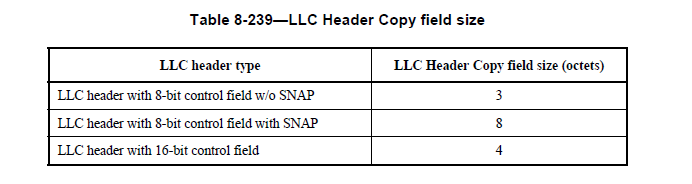 Table 8-239—LLC Header Copy field size
LLC header type LLC Header Copy field size (octets)
LLC header with 8-bit control field w/o SNAP 3
LLC header with 8-bit control field with SNAP 8
LLC header with 16-bit control field 4